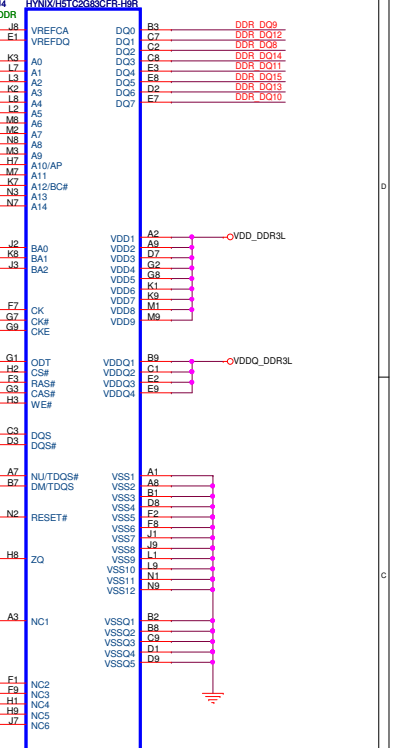 J4 HYNIX/H5TC2G83CFR-H9R
DDR
J8 VREFCA DQ0 B3 DDR_DQ9
E1 VREFDQ DQ1 C7 DDR_DQ12
DQ2 C2 DDR_DQ8
K3 A0 DQ3 C8 DDR_DQ14
L7 A1 DQ4 E3 DDR_DQ11
L3 A2 DQ5 E8 DDR_DQ15
K2 A3 DQ6 D2 DDR_DQ13
L8 A4 DQ7 E7 DDR_DQ10
L2 A5
M8 A6
M2 A7
N8 A8
M3 A9
H7 A10/AP
M7 A11
K7 A12/BC#
N3 A13
N7 A14
D
VDD1 A2 VDD_DDR3L
J2 BA0 VDD2 A9
K8 BA1 VDD3 D7
J3 BA2 VDD4 G2
VDD5 G8
VDD6 K1
VDD7 K9
F7 CK VDD8 M1
G7 CK# VDD9 M9
G9 CKE
G1 ODT VDDQ1 B9 VDDQ_DDR3L
H2 CS# VDDQ2 C1
F3 RAS# VDDQ3 E2
G3 CAS# VDDQ4 E9
H3 WE#
C3 DQS
D3 DQS#
A7 NU/TDQS# VSS1 A1
B7 DM/TDQS VSS2 A8
VSS3 B1
VSS4 D8
N2 RESET# VSS5 F2
VSS6 F8
VSS7 J1
VSS8 J9
H8 ZQ VSS9 L1
VSS10 L9
VSS11 N1
VSS12 N9
C
A3 NC1 VSSQ1 B2
VSSQ2 B8
VSSQ3 C9
VSSQ4 D1
VSSQ5 D9
F1 NC2
F9 NC3
H1 NC4
H9 NC5
J7 NC6